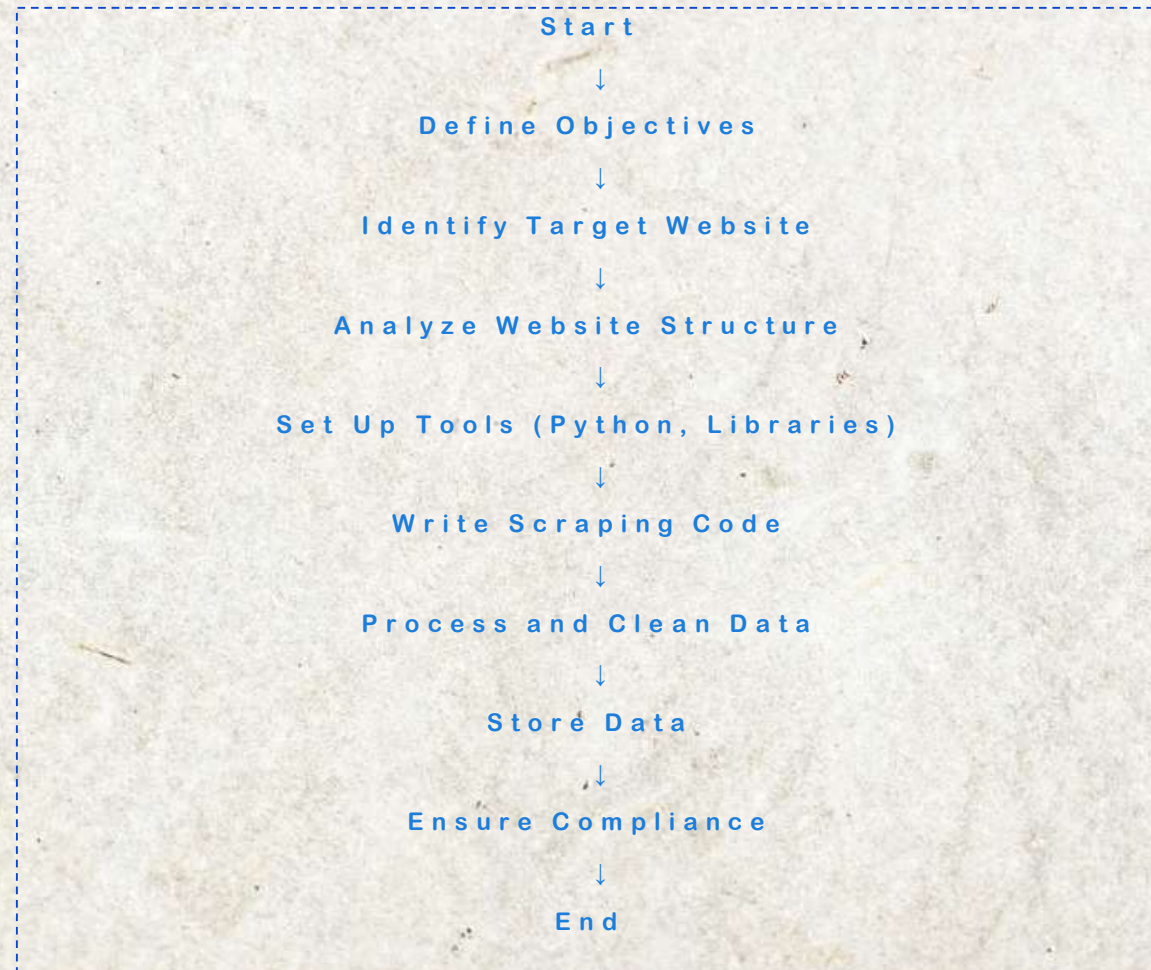 Start
↓
Define Objectives
↓
Identify Target Website
↓
Analyze Website Structure
↓
Set Up Tools (Python, Libraries)
↓
Write Scraping Code
↓
Process and Clean Data
↓
Store Data
↓
Ensure Compliance
↓
End